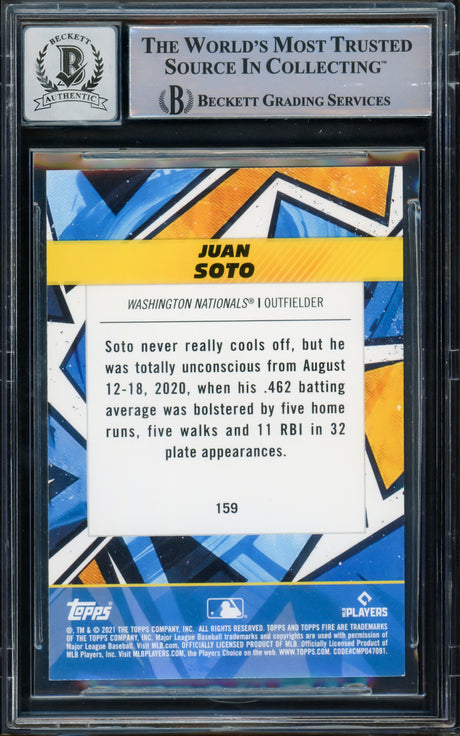 BECKETT
B
AUTHENTIC
THE WORLD'S MOST TRUSTED
SOURCE IN COLLECTING™
B BECKETT GRADING SERVICES
JUAN
SOTO
WASHINGTON NATIONALS® | OUTFIELDER
Soto never really cools off, but he
was totally unconscious from August
12-18, 2020, when his .462 batting
average was bolstered by five home
runs, five walks and 11 RBI in 32
plate appearances.
159
topps
MLB PLAYERS
®, TM & © 2021 THE TOPPS COMPANY, INC. ALL RIGHTS RESERVED. TOPPS AND TOPPS FIRE ARE TRADEMARKS
OF THE TOPPS COMPANY, INC. Major League Baseball trademarks and copyrights are used with permission of
Major League Baseball. Visit MLB.com. OFFICIALLY LICENSED PRODUCT OF MLB. Officially Licensed Product of
MLB Players, Inc. Visit MLBPLAYERS.COM, the Players Choice on the web. WWW.TOPPS.COM. CODE#CMP047091.